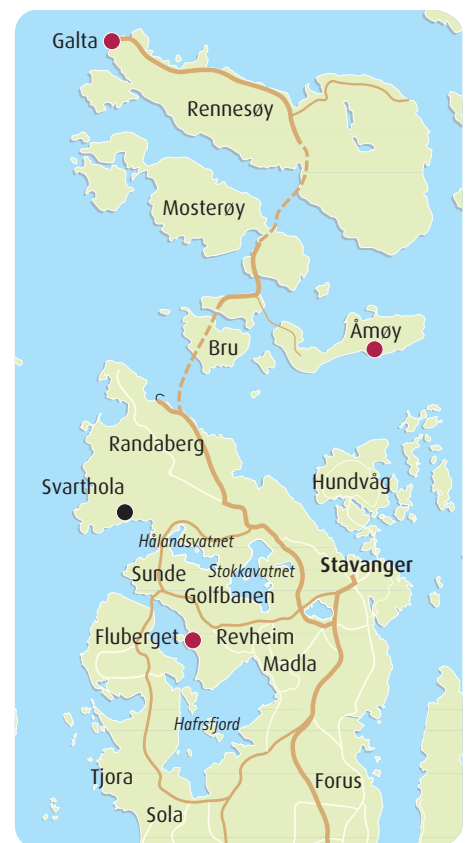 Galta
Rennesøy
Mosterøy
Åmøy
Bru
Randaberg
Hundvåg
Svarthola
Hålandsvatnet
Stavanger
Sunde
Stokkavatnet
Golfbanen
Fluberget
Revheim
Madla
Hafrsfjord
Tjora
Forus
Sola